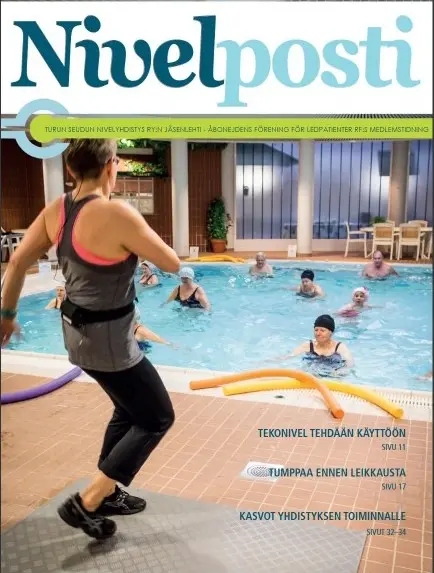 Nivelposti
TURUN SEUDUN NIVELYHDISTYS RY:N JÄSENLEHTI - ÅBONEJDENS FÖRENING FÖR LEDPATIENTER RF:S MEDLEMSTIDNING
TEKONIVEL TEHDÄÄN KÄYTTÖÖN
SIVU 11
TUMPPAA ENNEN LEIKKAUSTA
SIVU 17
KASVOT YHDISTYKSEN TOIMINNALLE
SIVUT 32–34